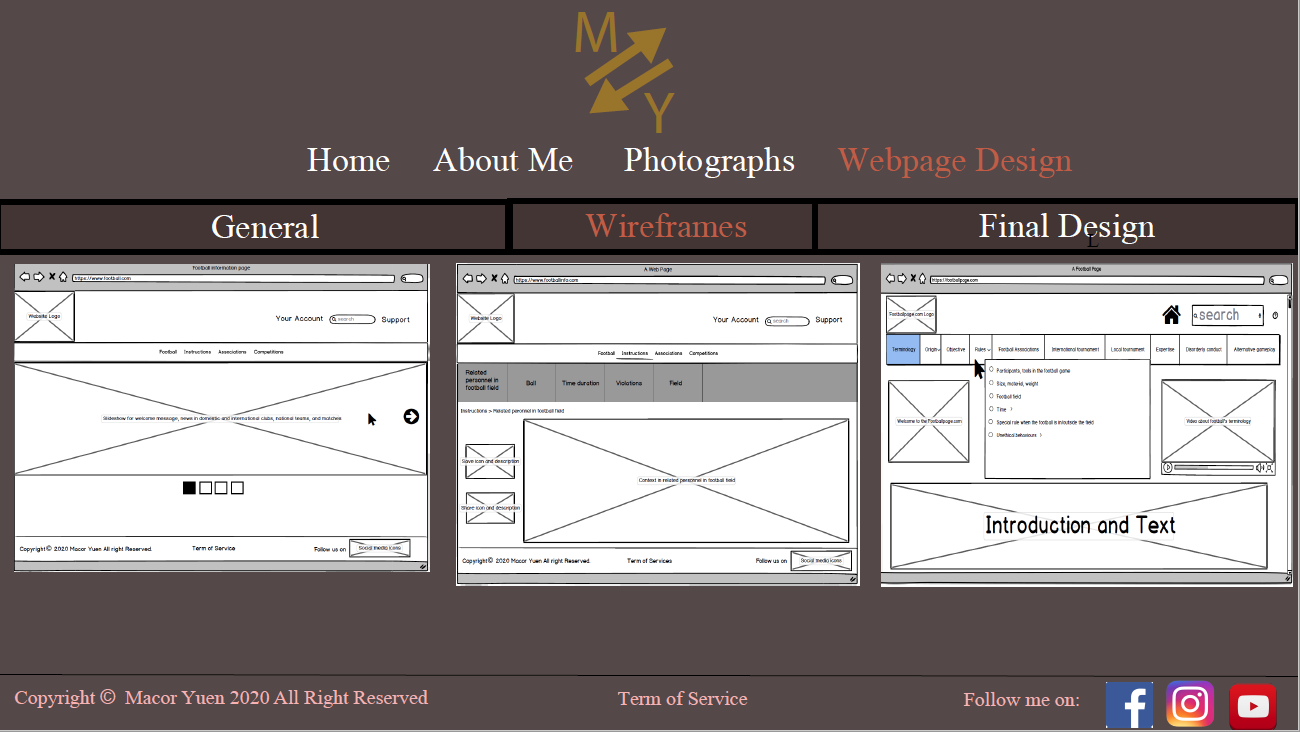 M
Y
Home About Me Photographs Webpage Design
General Wireframes Final Design
Football Information page
https://www.football.com
Website Logo
Your Account search Support
Football Instructions Associations Competitions
Slideshow for welcome message, news in domestic and international clubs, national teams, and matches
Copyright© 2020 Macor Yuen All right Reserved. Term of Service Follow us on Social media icons
A Web Page
https://www.footballinfo.com
Website Logo
Your Account search Support
Football Instructions Associations Competitions
Related personnel in football field Ball Time duration Violations Field
Instructions > Related personnel in football field
Save icon and description
Share icon and description
Context in related personnel in football field
Copyright© 2020 Macor Yuen All right Reserved. Term of Services Follow us on Social media icons
A Football Page
https://footballpage.com
Footballpage.com Logo
search
Terminology Origin Objective Rules Football Associations International tournament Local tournament Expertise Disorderly conduct Alternative gameplay
Participants, tools in the football game
Size, material, weight
Football field
Time >
Special rule when the football in/outside the field
Unethical behaviours >
Welcome to the Footballpage.com
Video about football's terminology
Introduction and Text
Copyright © Macor Yuen 2020 All Right Reserved Term of Service Follow me on: